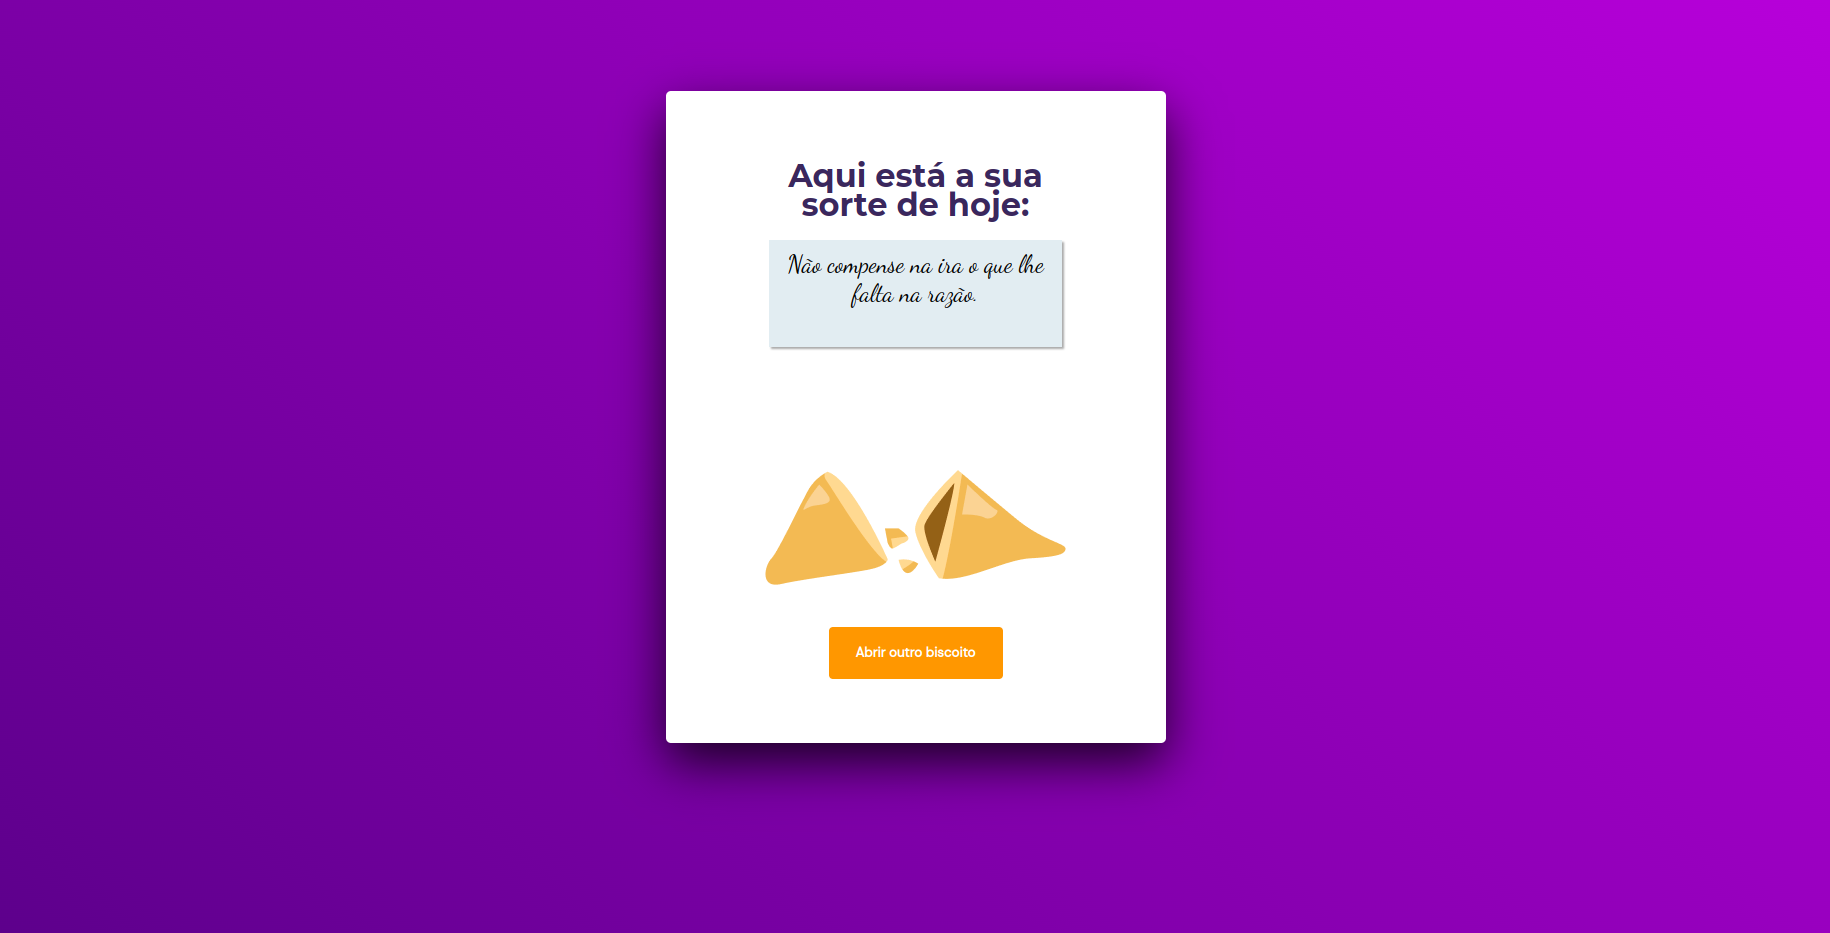 Aqui está a sua
sorte de hoje:
Não compense na ira o que lhe
falta na razão.
Abrir outro biscoito